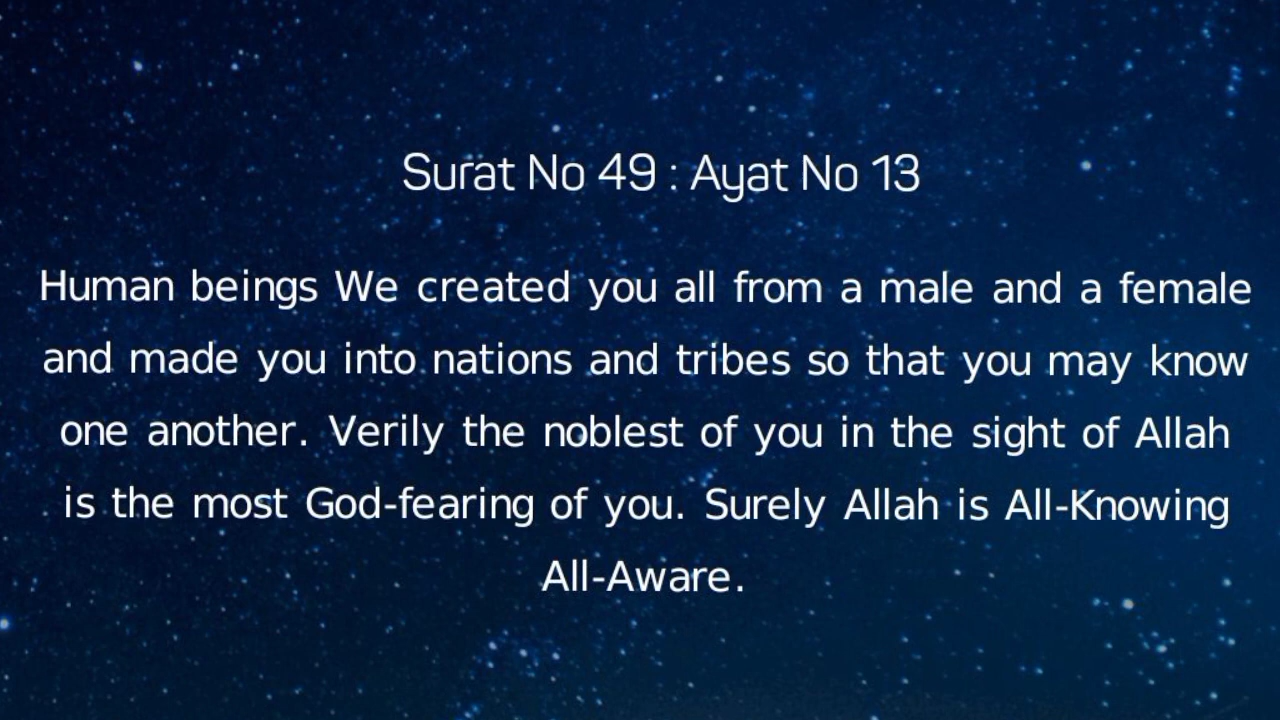 Surat No 49 : Ayat No 13
Human beings We created you all from a male and a female
and made you into nations and tribes so that you may know
one another. Verily the noblest of you in the sight of Allah
is the most God-fearing of you. Surely Allah is All-Knowing
All-Aware.